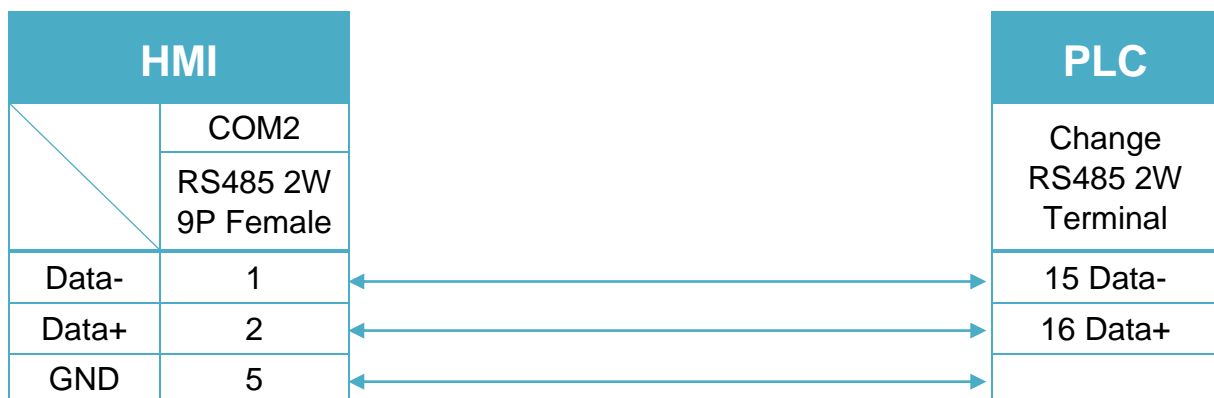 HMI
PLC
COM2
RS485 2W
9P Female
Change
RS485 2W
Terminal
Data-
1
15 Data-
Data+
2
16 Data+
GND
5